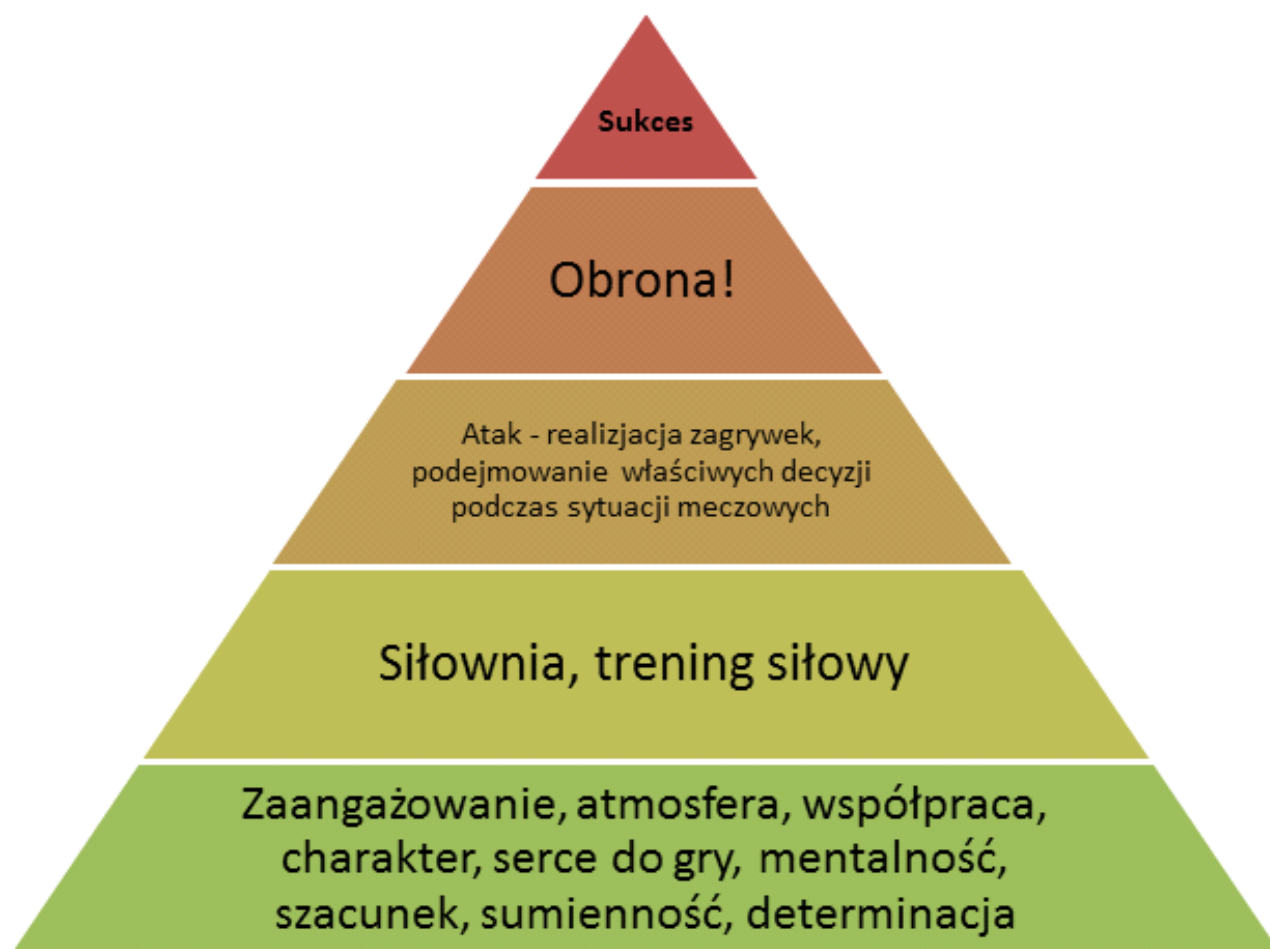 Sukces
Obrona!
Atak - realizjacja zagrywek,
podejmowanie właściwych decyzji
podczas sytuacji meczowych
Siłownia, trening siłowy
Zaangażowanie, atmosfera, współpraca,
charakter, serce do gry, mentalność,
szacunek, sumienność, determinacja